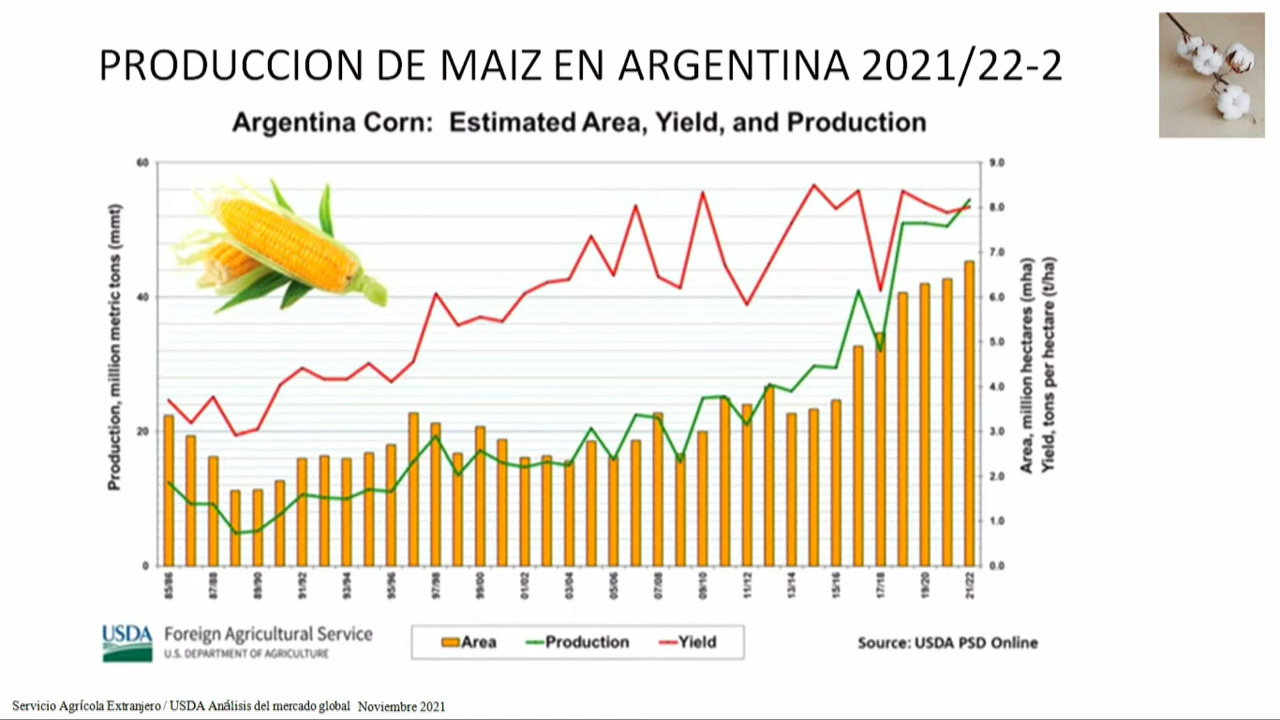 PRODUCCION DE MAIZ EN ARGENTINA 2021/22-2
Argentina Corn: Estimated Area, Yield, and Production
60
40
20
0
Production, million metric tons (mmt)
9.0
8.0
7.0
6.0
5.0
4.0
3.0
2.0
1.0
0.0
Area, million hectares (mha)
Yield, tons per hectare (t/ha)
85/86 87/88 89/90 91/92 93/94 95/96 97/98 99/00 01/02 03/04 05/06 07/08 09/10 11/12 13/14 15/16 17/18 19/20 21/22
USDA Foreign Agricultural Service
U.S. DEPARTMENT OF AGRICULTURE
Area Production Yield
Source: USDA PSD Online
Servicio Agrícola Extranjero / USDA Análisis del mercado global Noviembre 2021